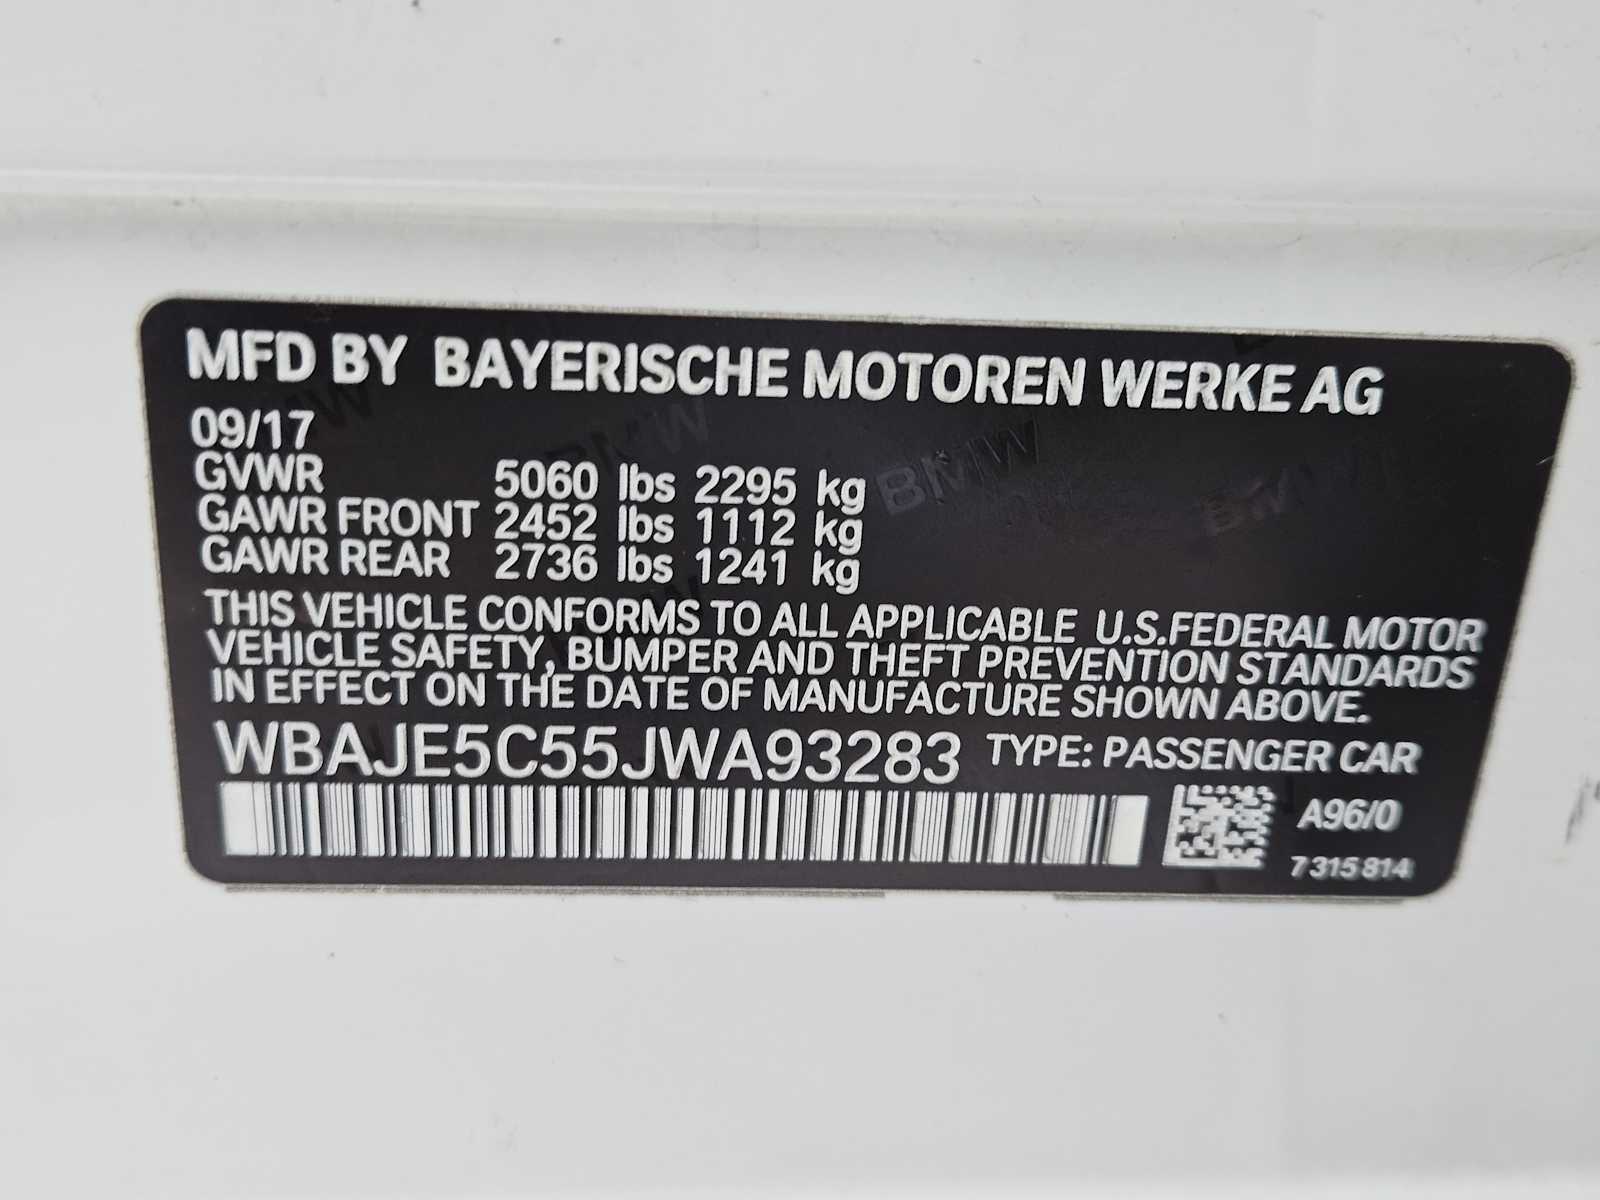 MFD BY BAYERISCHE MOTOREN WERKE AG
09/17
GVWR 5060 lbs 2295 kg
GAWR FRONT 2452 lbs 1112 kg
GAWR REAR 2736 lbs 1241 kg
THIS VEHICLE CONFORMS TO ALL APPLICABLE U.S.FEDERAL MOTOR
VEHICLE SAFETY, BUMPER AND THEFT PREVENTION STANDARDS
IN EFFECT ON THE DATE OF MANUFACTURE SHOWN ABOVE.
WBAJE5C55JWA93283 TYPE: PASSENGER CAR
A96/0
7 315 814